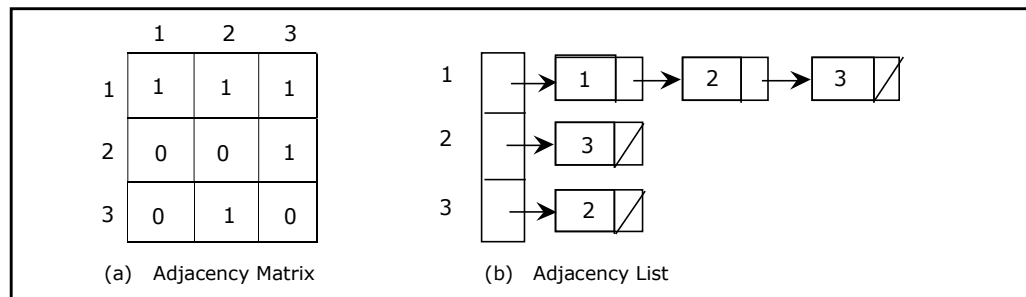 1 2 3
1 1 1 1
2 0 0 1
3 0 1 0
(a) Adjacency Matrix
1 1 2 3
2 3
3 2
(b) Adjacency List